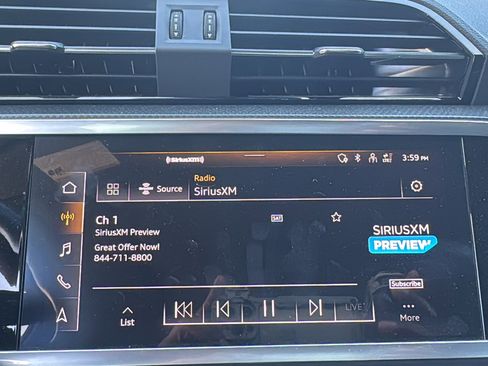 ((SiriusXM))
3:59 PM
Source
Radio
SiriusXM
Ch 1
SiriusXM Preview
SAT
Great Offer Now!
844-711-8800
SIRIUSXM
PREVIEW
Subscribe
List
LIVE
More